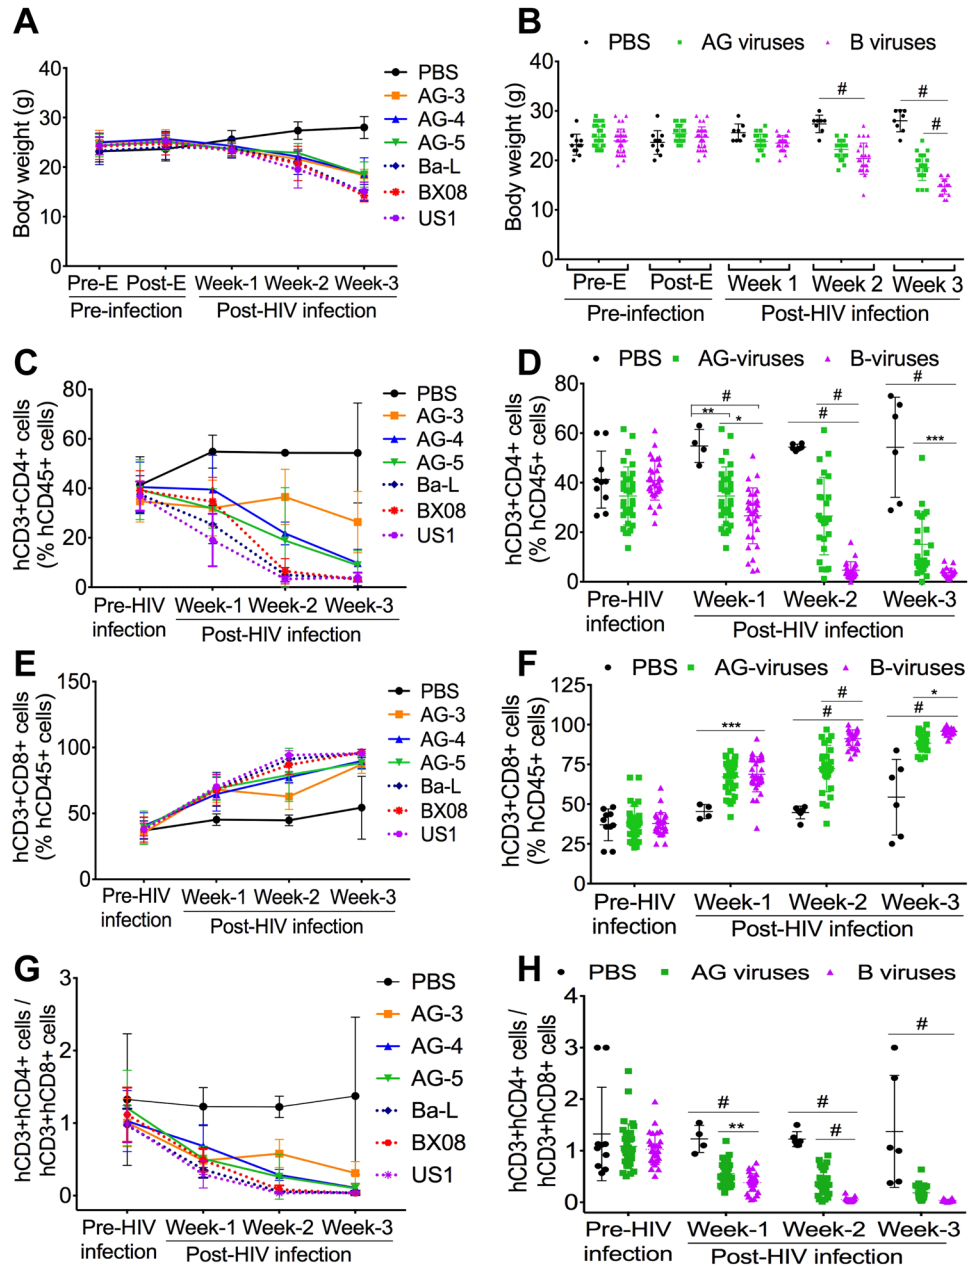 A
Body weight (g)
40
30
20
10
0
PBS
AG-3
AG-4
AG-5
Ba-L
BX08
US1
Pre-E Post-E Week-1 Week-2 Week-3
Pre-infection Post-HIV infection
B
PBS AG viruses B viruses
Body weight (g)
40
30
20
10
0
# # #
Pre-E Post-E Week 1 Week 2 Week 3
Pre-infection Post-HIV infection
C
hCD3+CD4+ cells
(% hCD45+ cells)
80
60
40
20
0
PBS
AG-3
AG-4
AG-5
Ba-L
BX08
US1
Pre-HIV Week-1 Week-2 Week-3
infection Post-HIV infection
D
PBS AG-viruses B-viruses
hCD3+CD4+ cells
(% hCD45+ cells)
80
60
40
20
0
# ** * # # # ***
Pre-HIV Week-1 Week-2 Week-3
infection Post-HIV infection
E
hCD3+CD8+ cells
(% hCD45+ cells)
150
100
50
0
PBS
AG-3
AG-4
AG-5
Ba-L
BX08
US1
Pre-HIV Week-1 Week-2 Week-3
infection Post-HIV infection
F
PBS AG-viruses B-viruses
hCD3+CD8+ cells
(% hCD45+ cells)
125
100
75
50
25
0
*** # # * #
Pre-HIV Week-1 Week-2 Week-3
infection Post-HIV infection
G
hCD3+hCD4+ cells /
hCD3+hCD8+ cells
3
2
1
0
PBS
AG-3
AG-4
AG-5
Ba-L
BX08
US1
Pre-HIV Week-1 Week-2 Week-3
infection Post-HIV infection
H
PBS AG viruses B viruses
hCD3+hCD4+ cells /
hCD3+hCD8+ cells
4
3
2
1
0
# ** # # #
Pre-HIV Week-1 Week-2 Week-3
infection Post-HIV infection